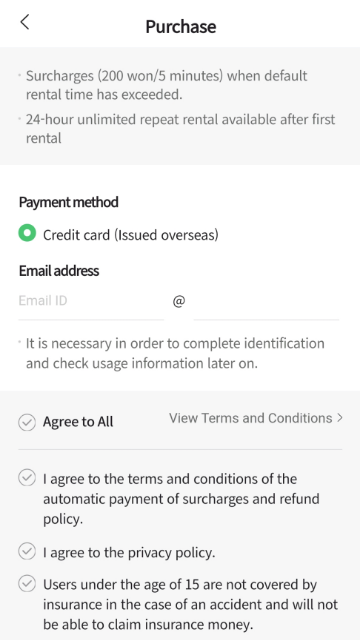 Purchase
· Surcharges (200 won/5 minutes) when default
rental time has exceeded.
· 24-hour unlimited repeat rental available after first
rental
Payment method
Credit card (Issued overseas)
Email address
Email ID @
· It is necessary in order to complete identification
and check usage information later on.
Agree to All View Terms and Conditions >
I agree to the terms and conditions of the
automatic payment of surcharges and refund
policy.
I agree to the privacy policy.
Users under the age of 15 are not covered by
insurance in the case of an accident and will not
be able to claim insurance money.